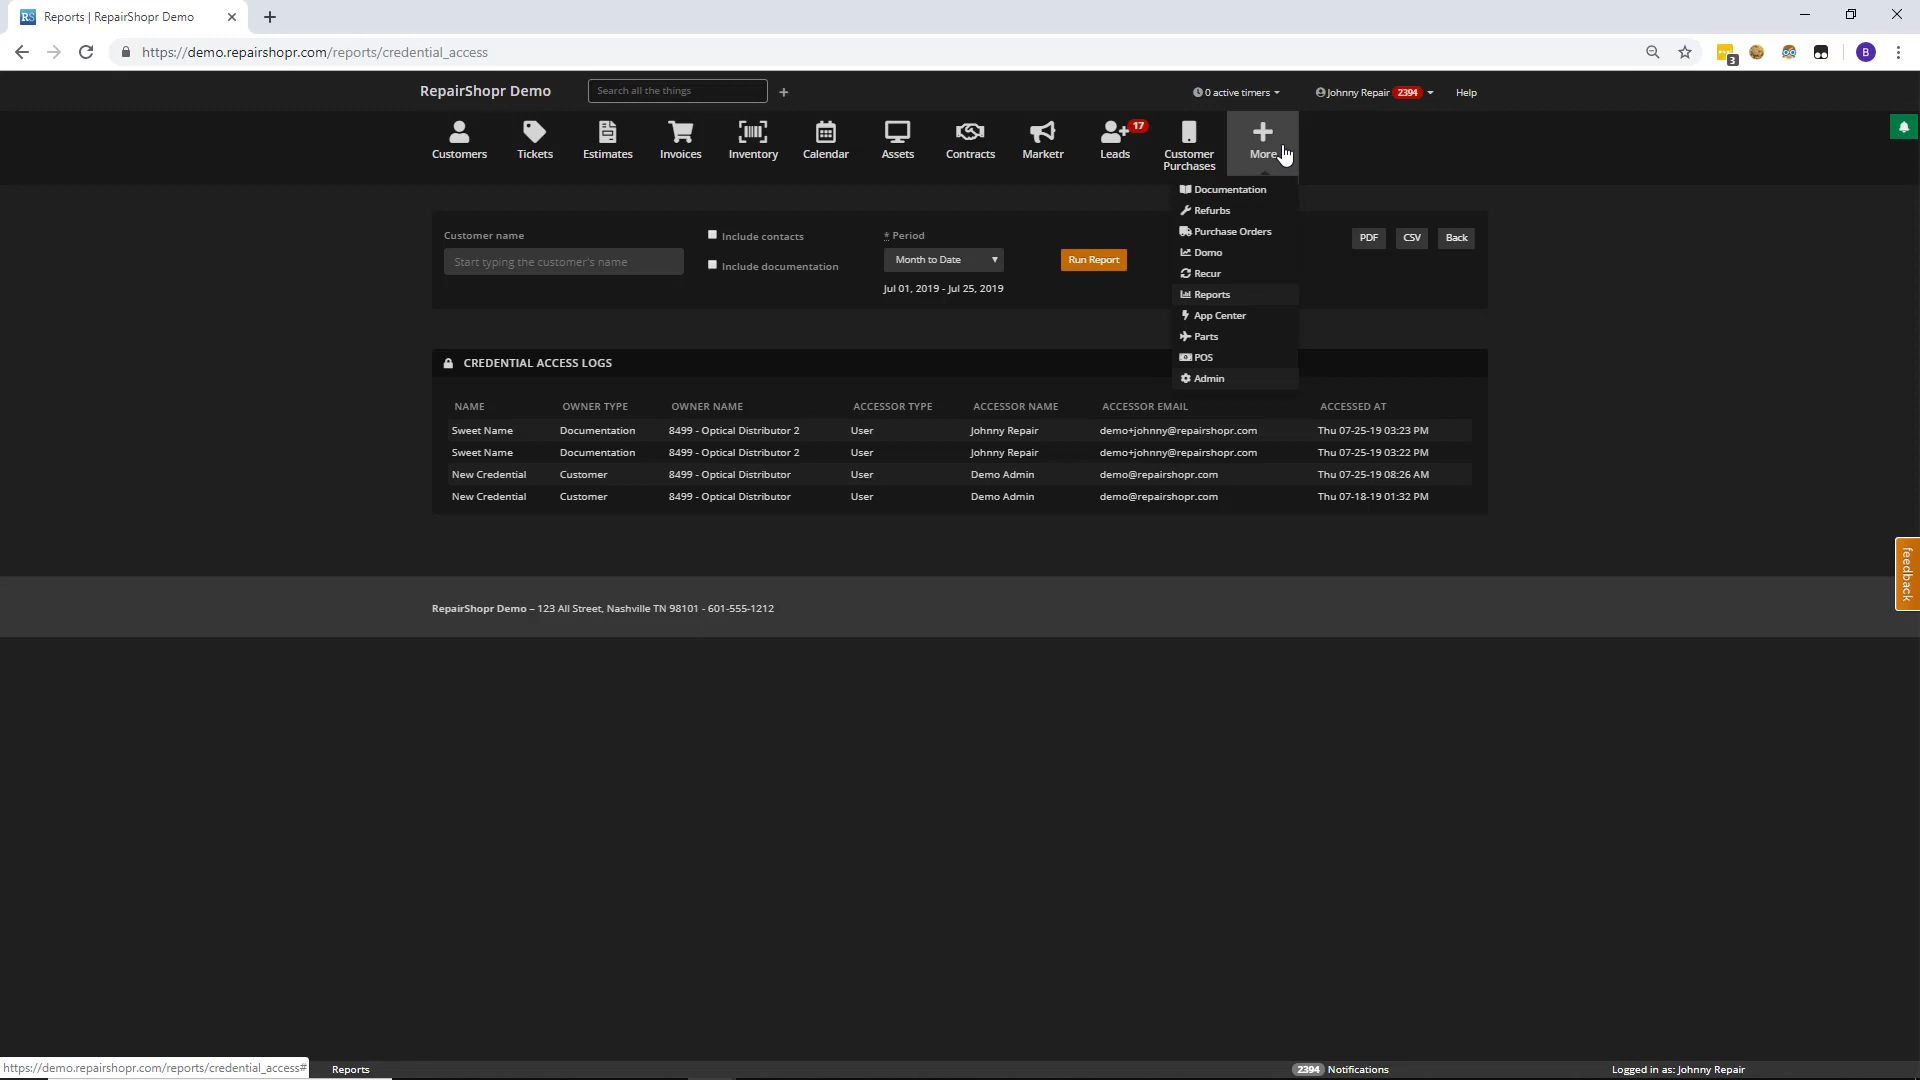 Reports | RepairShopr Demo
https://demo.repairshopr.com/reports/credential_access
3
B
RepairShopr Demo
Search all the things
0 active timers
Johnny Repair 2394
Help
Customers
Tickets
Estimates
Invoices
Inventory
Calendar
Assets
Contracts
Marketr
Leads
17
Customer
Purchases
More
Documentation
Refurbs
Purchase Orders
Domo
Recur
Reports
App Center
Parts
POS
Admin
Customer name
Start typing the customer's name
Include contacts
Include documentation
* Period
Month to Date
Jul 01, 2019 - Jul 25, 2019
Run Report
PDF
CSV
Back
CREDENTIAL ACCESS LOGS
NAME OWNER TYPE OWNER NAME ACCESSOR TYPE ACCESSOR NAME ACCESSOR EMAIL ACCESSED AT
Sweet Name Documentation 8499 - Optical Distributor 2 User Johnny Repair demo+johnny@repairshopr.com Thu 07-25-19 03:23 PM
Sweet Name Documentation 8499 - Optical Distributor 2 User Johnny Repair demo+johnny@repairshopr.com Thu 07-25-19 03:22 PM
New Credential Customer 8499 - Optical Distributor User Demo Admin demo@repairshopr.com Thu 07-25-19 08:26 AM
New Credential Customer 8499 - Optical Distributor User Demo Admin demo@repairshopr.com Thu 07-18-19 01:32 PM
feedback
RepairShopr Demo – 123 All Street, Nashville TN 98101 - 601-555-1212
https://demo.repairshopr.com/reports/credential_access#
Reports
2394 Notifications
Logged in as: Johnny Repair